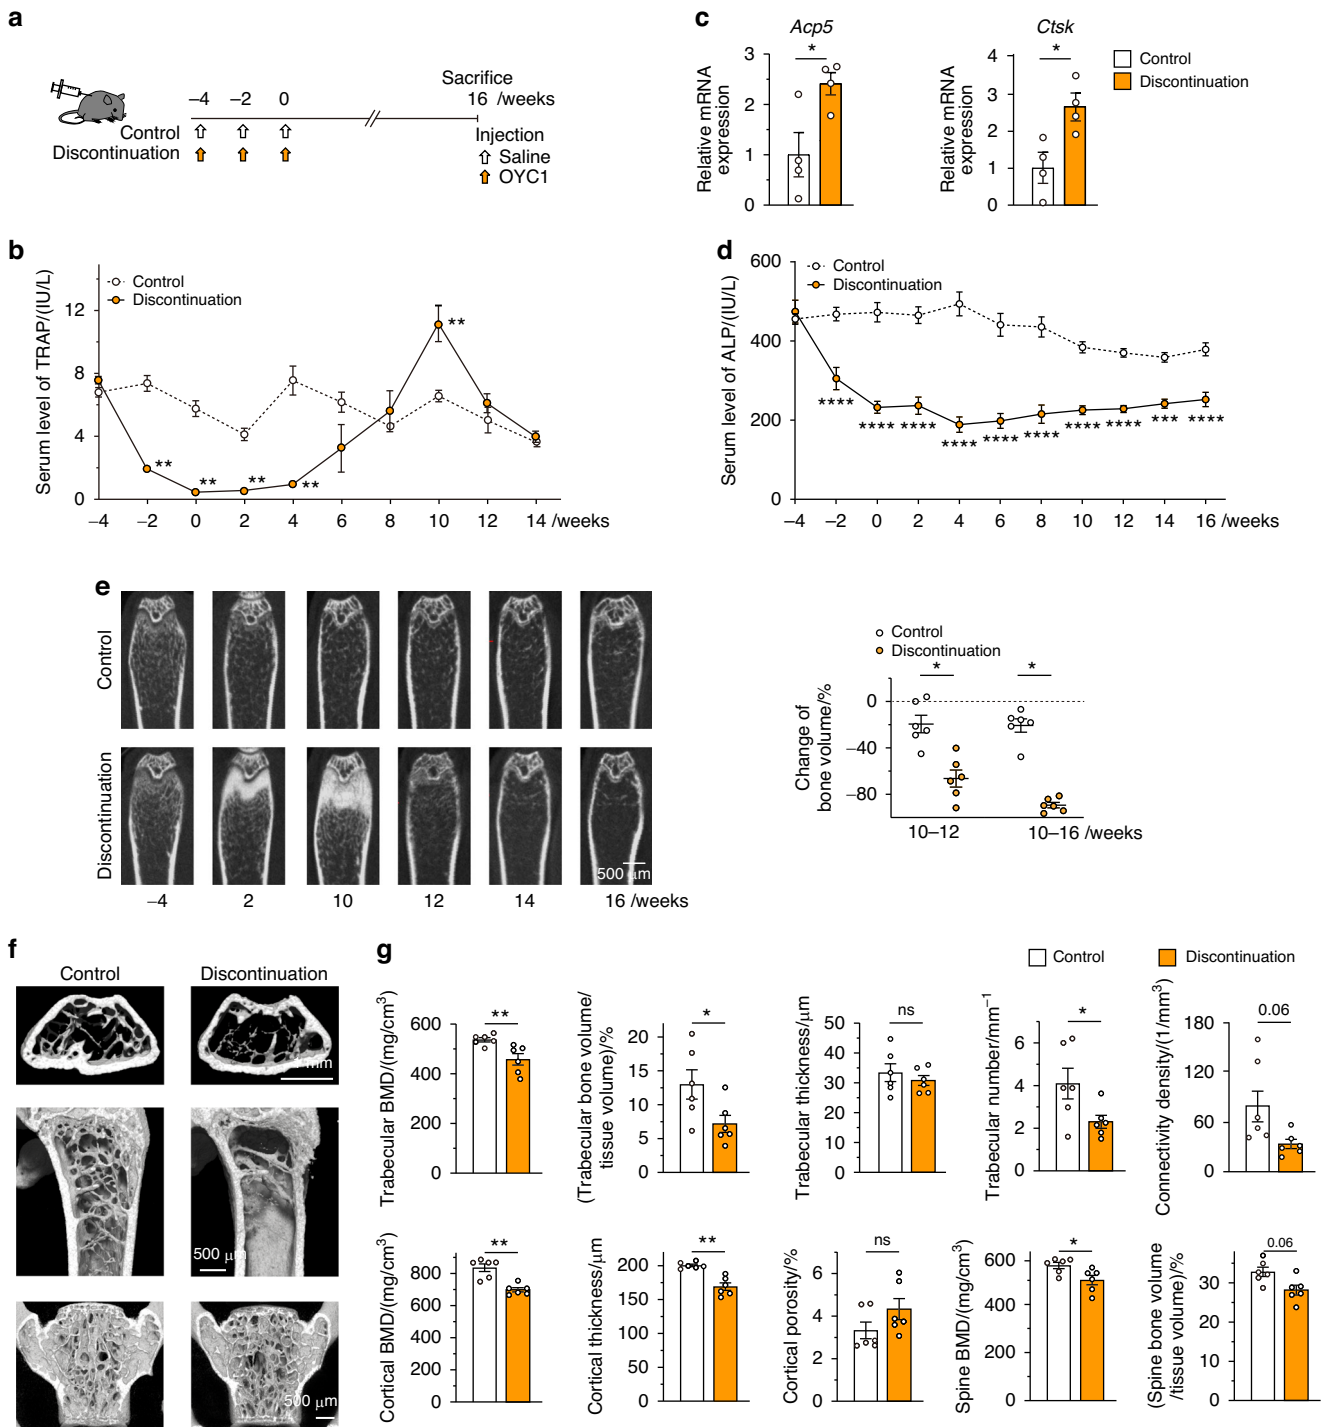 a
Sacrifice
−4 −2 0 16 /weeks
Control
Discontinuation
Injection
Saline
OYC1
c
Acp5
*
Relative mRNA
expression
3
2
1
0
Ctsk
*
Relative mRNA
expression
4
3
2
1
0
Control
Discontinuation
b
Control
Discontinuation
Serum level of TRAP/(IU/L)
12
8
4
0
** ** ** ** **
−4 −2 0 2 4 6 8 10 12 14 /weeks
d
Control
Discontinuation
Serum level of ALP/(IU/L)
600
400
200
0
**** **** **** **** **** **** **** **** *** ****
−4 −2 0 2 4 6 8 10 12 14 16 /weeks
e
Control
Discontinuation
500 μm
−4 2 10 12 14 16 /weeks
Control
Discontinuation
* *
Change of
bone volume/%
0
−40
−80
10–12 10–16 /weeks
f
Control Discontinuation
mm
500 μm
500 μm
g
Control Discontinuation
Trabecular BMD/(mg/cm³)
600
400
200
0
**
(Trabecular bone volume/
tissue volume)/%
20
15
10
5
0
*
Trabecular thickness/μm
50
40
30
20
10
0
ns
Trabecular number/mm⁻¹
6
4
2
0
*
Connectivity density/(1/mm³)
180
120
60
0
0.06
Cortical BMD/(mg/cm³)
800
600
400
200
0
**
Cortical thickness/μm
200
150
100
50
0
**
Cortical porosity/%
6
4
2
0
ns
Spine BMD/(mg/cm³)
600
400
200
0
*
(Spine bone volume
/tissue volume)/%
30
20
10
0
0.06